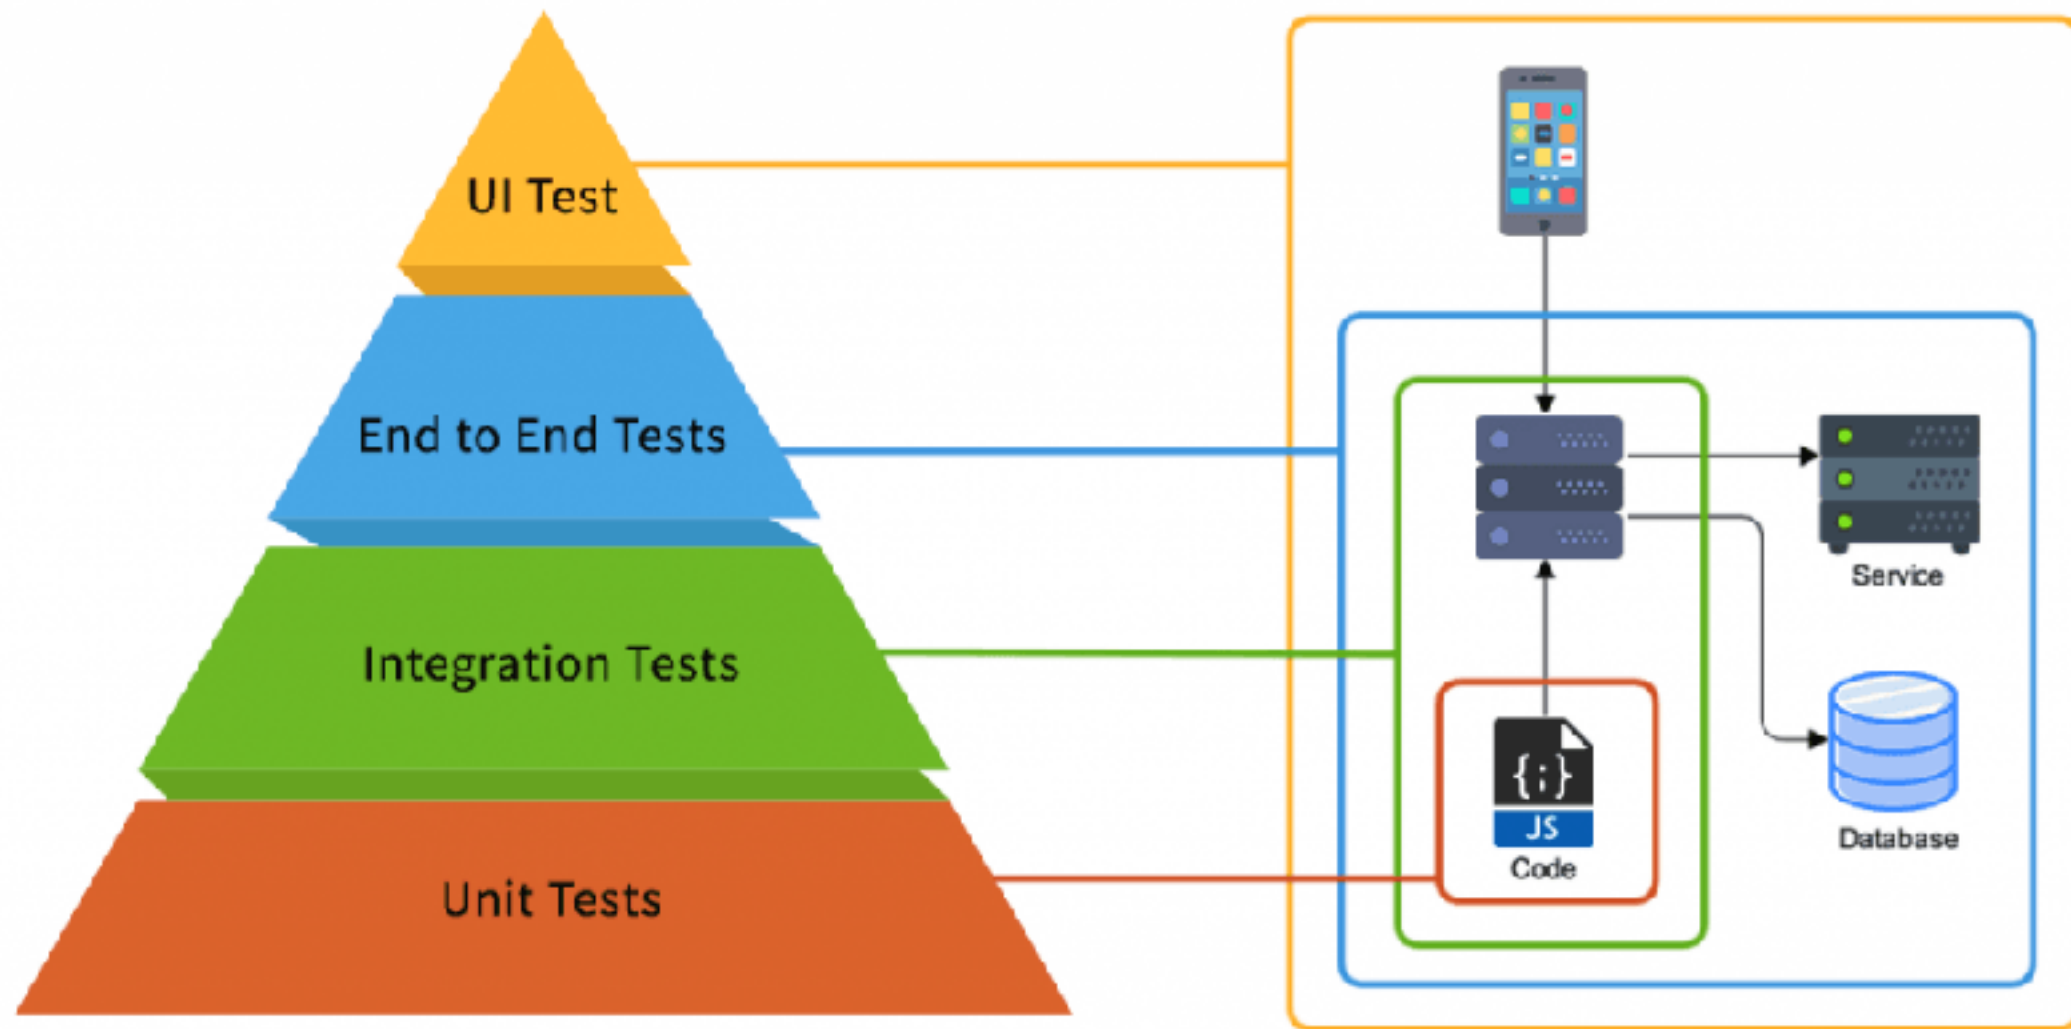 UI Test
End to End Tests
Integration Tests
Unit Tests
Service
{;}
JS
Code
Database